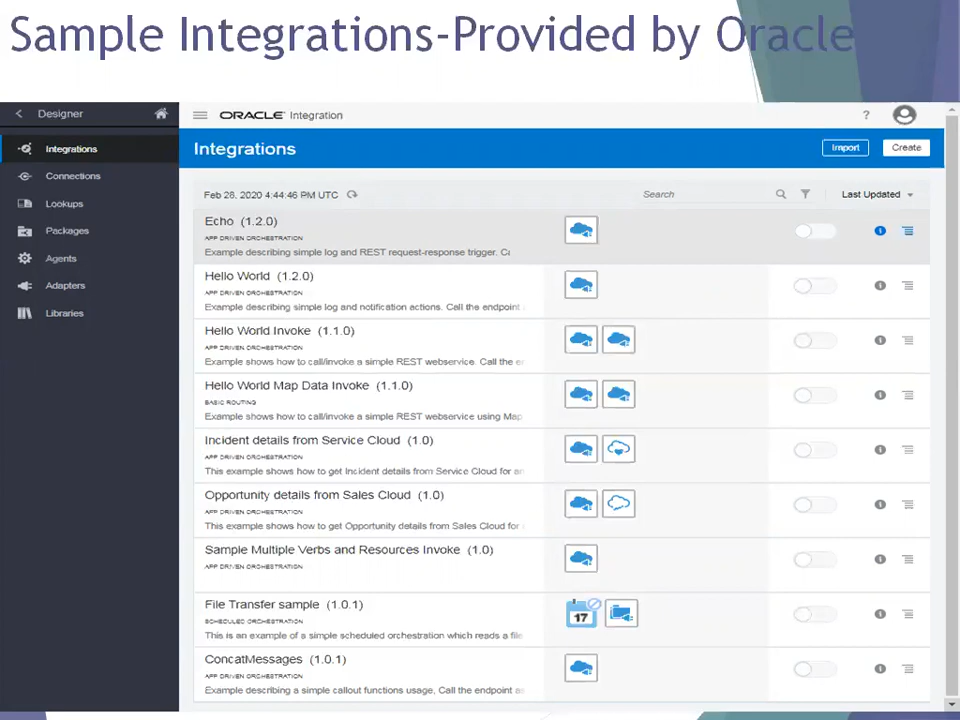 Sample Integrations-Provided by Oracle
Designer
ORACLE Integration
?
Integrations
Integrations
Import
Create
Connections
Lookups
Packages
Agents
Adapters
Libraries
Feb 28, 2020 4:44:46 PM UTC
Search
Last Updated
Echo (1.2.0)
APP DRIVEN ORCHESTRATION
Example describing simple log and REST request-response trigger. Ca
Hello World (1.2.0)
APP DRIVEN ORCHESTRATION
Example describing simple log and notification actions. Call the endpoint
Hello World Invoke (1.1.0)
APP DRIVEN ORCHESTRATION
Example shows how to call/invoke a simple REST webservice. Call the er
Hello World Map Data Invoke (1.1.0)
BASIC ROUTING
Example shows how to call/invoke a simple REST webservice using Map
Incident details from Service Cloud (1.0)
APP DRIVEN ORCHESTRATION
This example shows how to get Incident details from Service Cloud for an
Opportunity details from Sales Cloud (1.0)
APP DRIVEN ORCHESTRATION
This example shows how to get Opportunity details from Sales Cloud for
Sample Multiple Verbs and Resources Invoke (1.0)
APP DRIVEN ORCHESTRATION
File Transfer sample (1.0.1)
SCHEDULED ORCHESTRATION
This is an example of a simple scheduled orchestration which reads a file
17
ConcatMessages (1.0.1)
APP DRIVEN ORCHESTRATION
Example describing a simple callout functions usage, Call the endpoint as